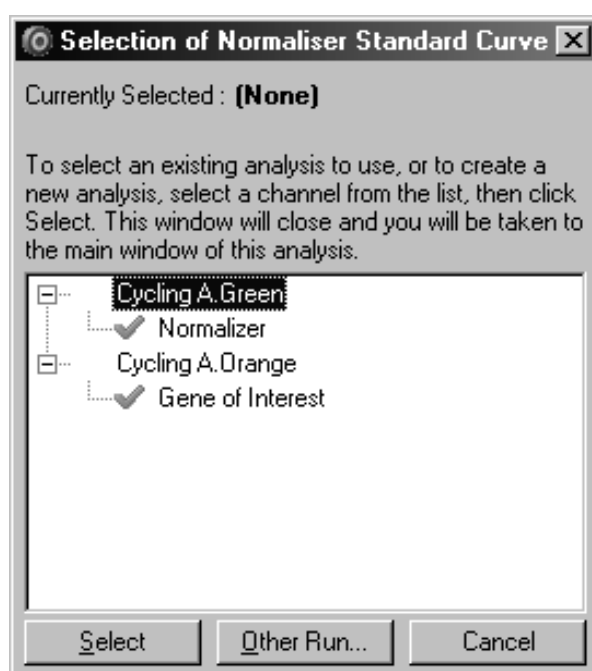 Selection of Normaliser Standard Curve
Currently Selected : (None)
To select an existing analysis to use, or to create a
new analysis, select a channel from the list, then click
Select. This window will close and you will be taken to
the main window of this analysis.
Cycling A.Green
Normalizer
Cycling A.Orange
Gene of Interest
Select Other Run... Cancel